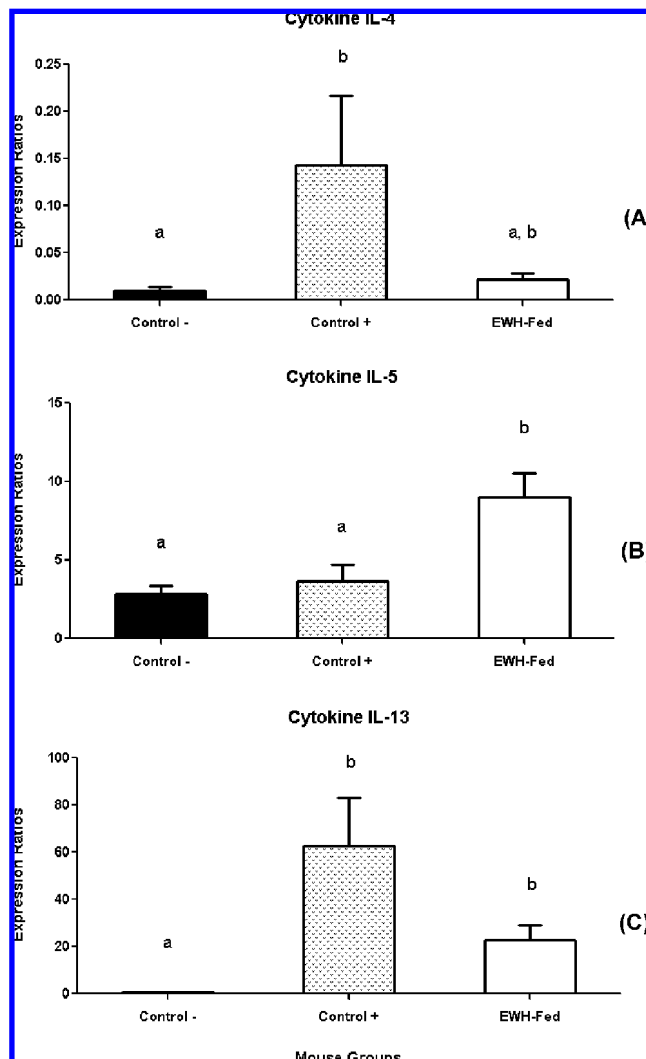 Cytokine IL-4
b
0.25
0.20
0.15
0.10
0.05
0.00
Expression Ratios
a
a, b
(A
Control -
Control +
EWH-Fed
Cytokine IL-5
15
10
5
0
Expression Ratios
a
a
b
(B
Control -
Control +
EWH-Fed
Cytokine IL-13
100
80
60
40
20
0
Expression Ratios
a
b
b
(C)
Control -
Control +
EWH-Fed
Mouse Groups